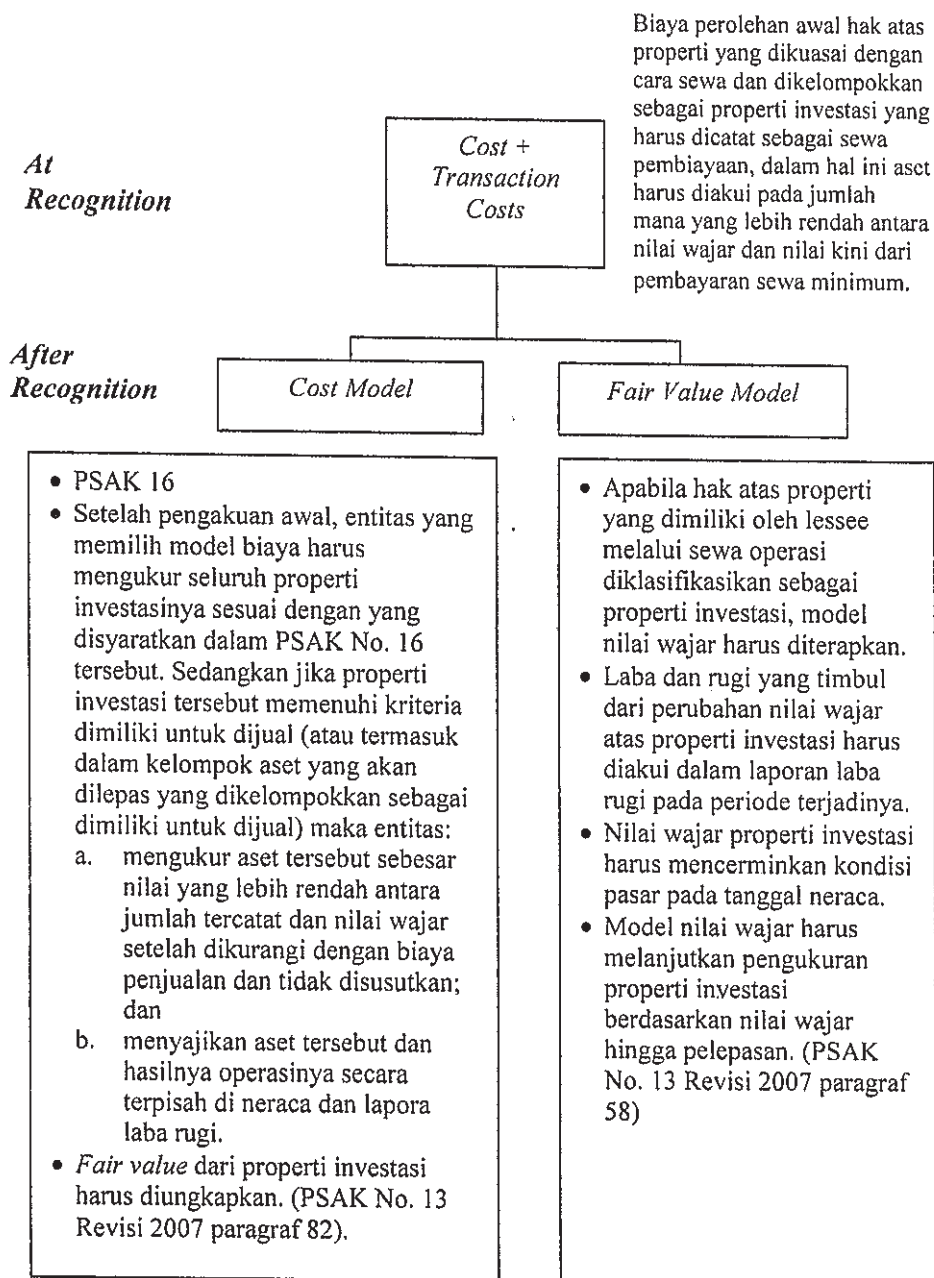 Biaya perolehan awal hak atas
properti yang dikuasai dengan
cara sewa dan dikelompokkan
sebagai properti investasi yang
harus dicatat sebagai sewa
pembiayaan, dalam hal ini aset
harus diakui pada jumlah
mana yang lebih rendah antara
nilai wajar dan nilai kini dari
pembayaran sewa minimum.
At
Recognition
Cost +
Transaction
Costs
After
Recognition
Cost Model
Fair Value Model
• PSAK 16
• Setelah pengakuan awal, entitas yang
memilih model biaya harus
mengukur seluruh properti
investasinya sesuai dengan yang
disyaratkan dalam PSAK No. 16
tersebut. Sedangkan jika properti
investasi tersebut memenuhi kriteria
dimiliki untuk dijual (atau termasuk
dalam kelompok aset yang akan
dilepas yang dikelompokkan sebagai
dimiliki untuk dijual) maka entitas:
a. mengukur aset tersebut sebesar
nilai yang lebih rendah antara
jumlah tercatat dan nilai wajar
setelah dikurangi dengan biaya
penjualan dan tidak disusutkan;
dan
b. menyajikan aset tersebut dan
hasilnya operasinya secara
terpisah di neraca dan lapora
laba rugi.
• Fair value dari properti investasi
harus diungkapkan. (PSAK No. 13
Revisi 2007 paragraf 82).
• Apabila hak atas properti
yang dimiliki oleh lessee
melalui sewa operasi
diklasifikasikan sebagai
properti investasi, model
nilai wajar harus diterapkan.
• Laba dan rugi yang timbul
dari perubahan nilai wajar
atas properti investasi harus
diakui dalam laporan laba
rugi pada periode terjadinya.
• Nilai wajar properti investasi
harus mencerminkan kondisi
pasar pada tanggal neraca.
• Model nilai wajar harus
melanjutkan pengukuran
properti investasi
berdasarkan nilai wajar
hingga pelepasan. (PSAK
No. 13 Revisi 2007 paragraf
58)